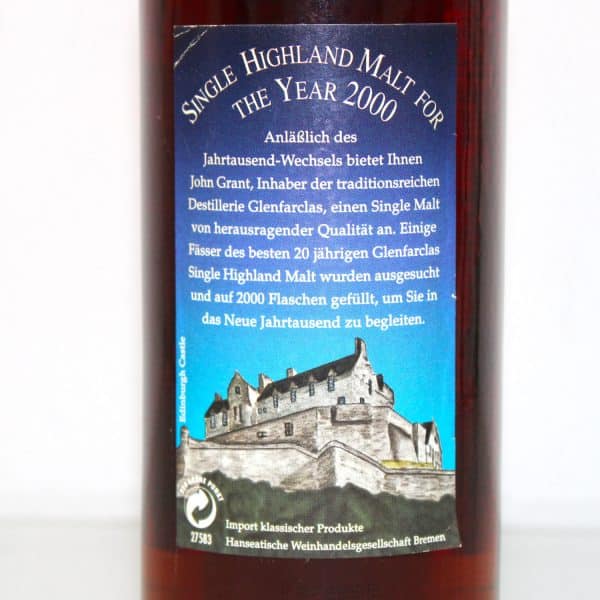 SINGLE HIGHLAND MALT FOR
THE YEAR 2000
Anläßlich des
Jahrtausend-Wechsels bietet Ihnen
John Grant, Inhaber der traditionsreichen
Destillerie Glenfarclas, einen Single Malt
von herausragender Qualität an. Einige
Fässer des besten 20 jährigen Glenfarclas
Single Highland Malt wurden ausgesucht
und auf 2000 Flaschen gefüllt, um Sie in
das Neue Jahrtausend zu begleiten.
Edinburgh Castle
DER GRÜNE PUNKT
27583
Import klassischer Produkte
Hanseatische Weinhandelsgesellschaft Bremen